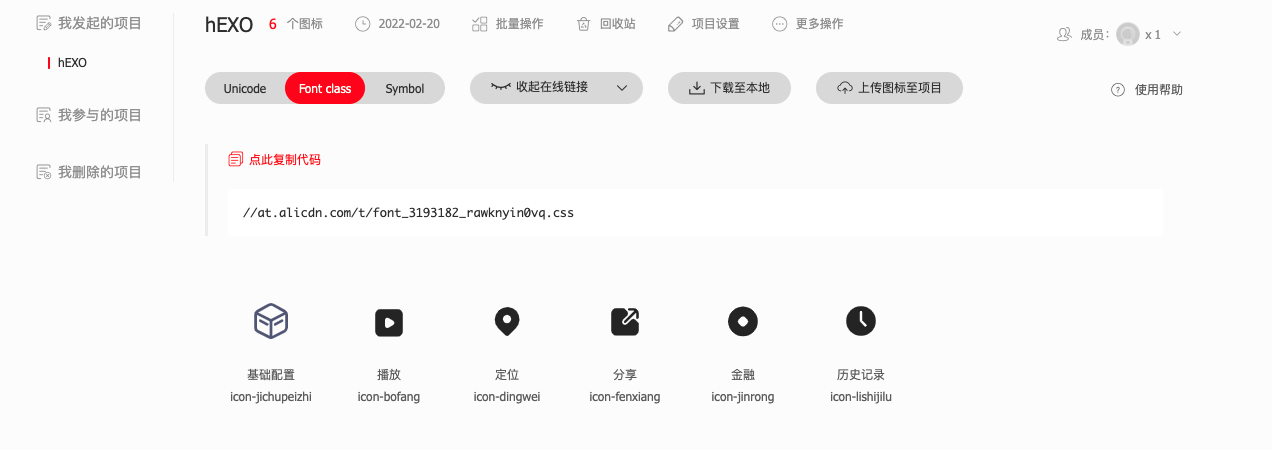 我发起的项目
hEXO
我参与的项目
我删除的项目
hEXO 6 个图标 2022-02-20 批量操作 回收站 项目设置 更多操作
成员： x 1
Unicode Font class Symbol 收起在线链接 下载至本地 上传图标至项目 使用帮助
点此复制代码
//at.alicdn.com/t/font_3193182_rawknyin0vq.css
基础配置 播放 定位 分享 金融 历史记录
icon-jichupeizhi icon-bofang icon-dingwei icon-fenxiang icon-jinrong icon-lishijilu